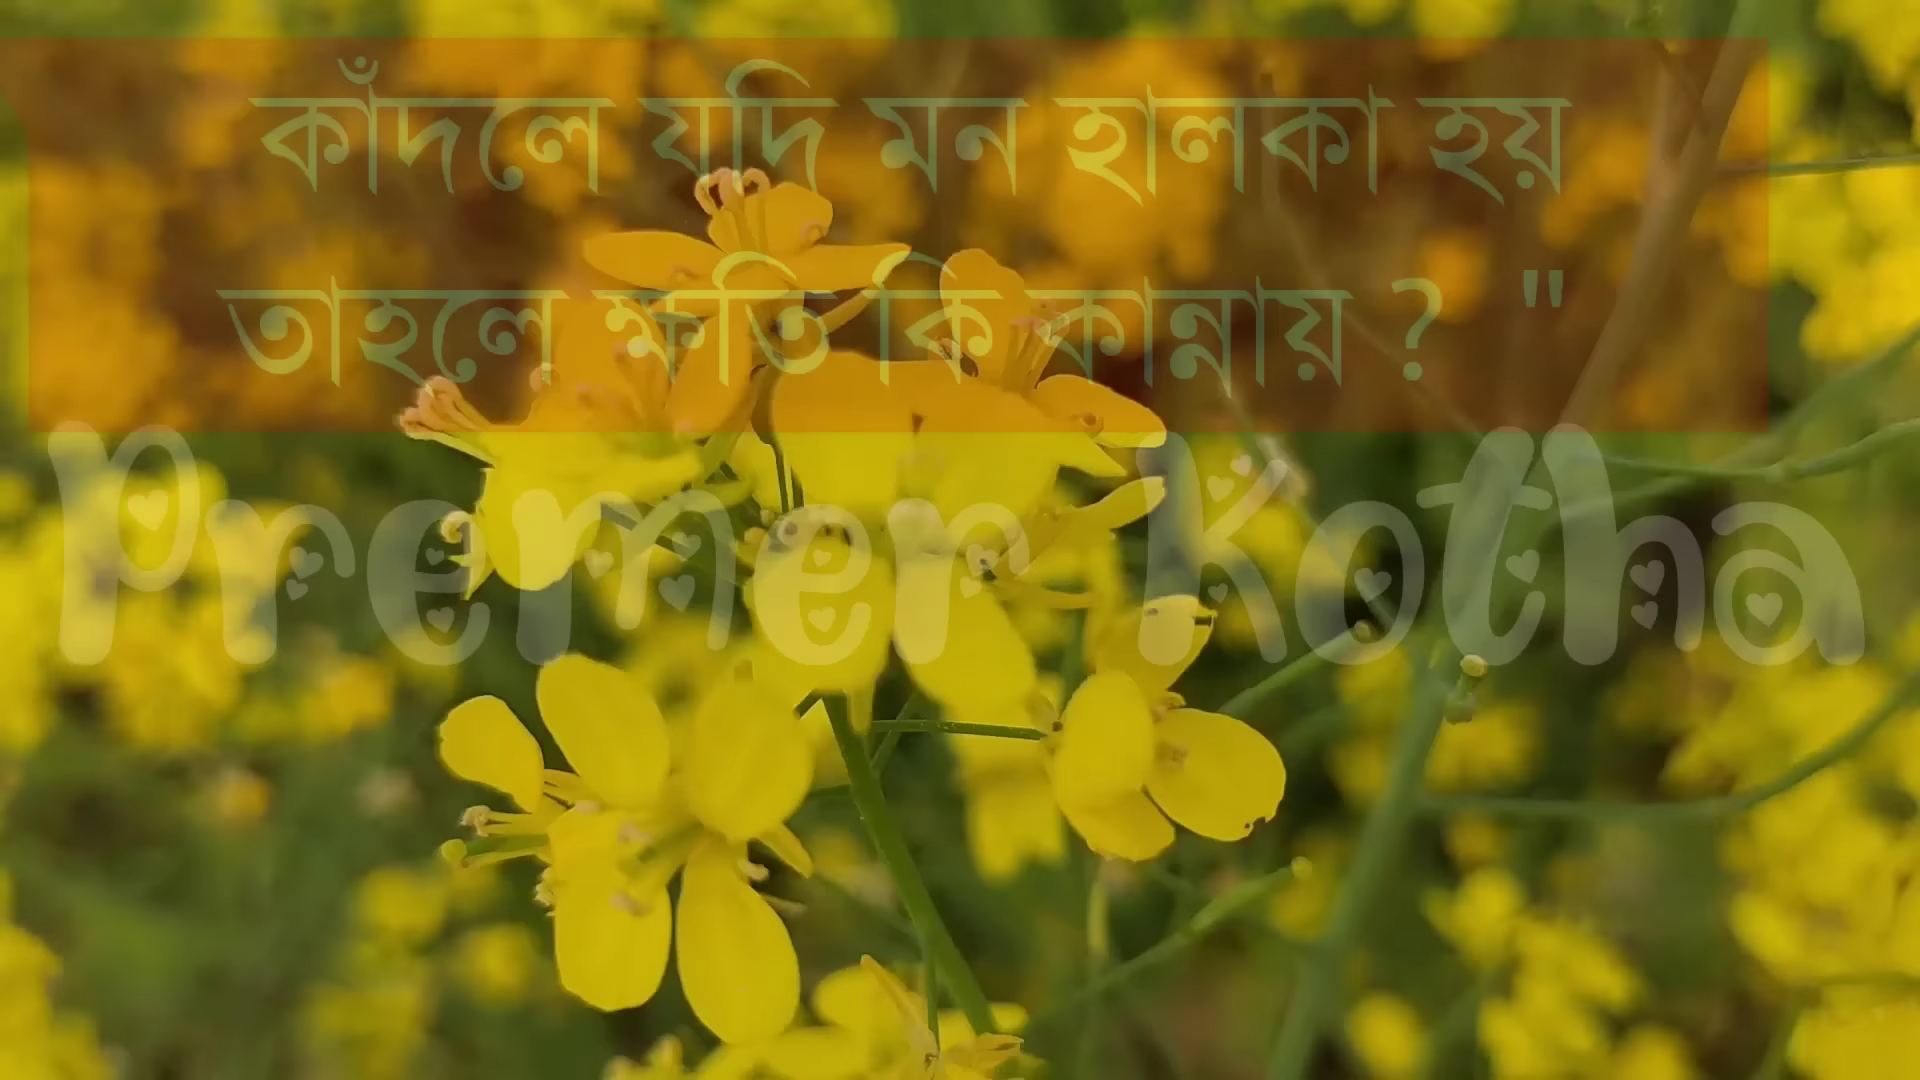 কাঁদলে যদি মন হালকা হয়
তাহলে ক্ষতি কি কান্নায় ? "
Premer Kotha